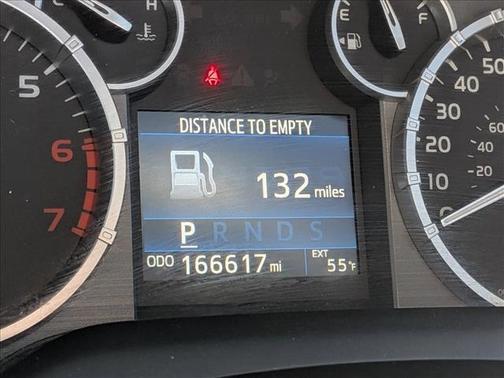 C H
E F
5
6
7
50
40
30
20
10
0
60
40
20
DISTANCE TO EMPTY
132 miles
P R N D S
ODO 166617 mi
EXT 55°F